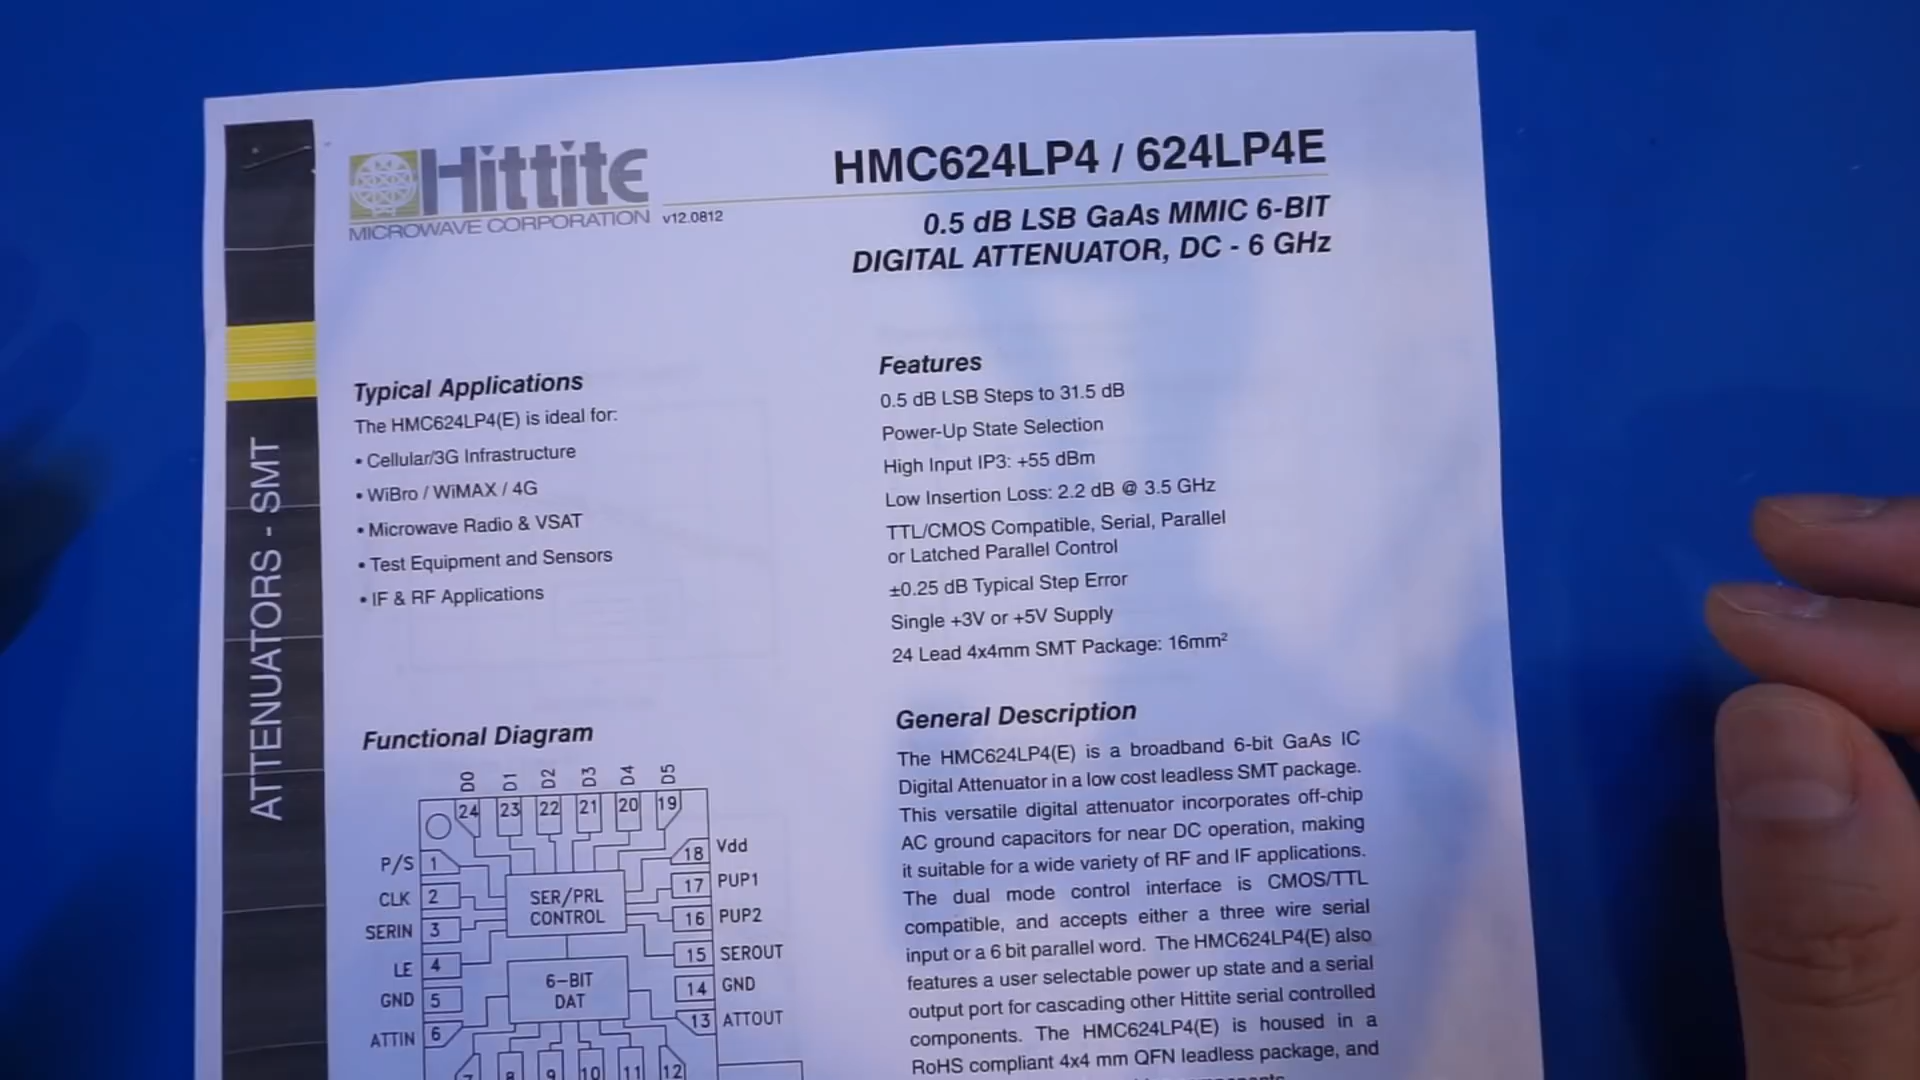 Hittite
MICROWAVE CORPORATION
v12.0812
HMC624LP4 / 624LP4E
0.5 dB LSB GaAs MMIC 6-BIT
DIGITAL ATTENUATOR, DC - 6 GHz
ATTENUATORS - SMT
Typical Applications
The HMC624LP4(E) is ideal for:
• Cellular/3G Infrastructure
• WiBro / WiMAX / 4G
• Microwave Radio & VSAT
• Test Equipment and Sensors
• IF & RF Applications
Functional Diagram
D0 D1 D2 D3 D4 D5
24 23 22 21 20 19
P/S 1
CLK 2
SERIN 3
LE 4
GND 5
ATTIN 6
SER/PRL
CONTROL
6-BIT
DAT
18 Vdd
17 PUP1
16 PUP2
15 SEROUT
14 GND
13 ATTOUT
7 8 9 10 11 12
Features
0.5 dB LSB Steps to 31.5 dB
Power-Up State Selection
High Input IP3: +55 dBm
Low Insertion Loss: 2.2 dB @ 3.5 GHz
TTL/CMOS Compatible, Serial, Parallel
or Latched Parallel Control
±0.25 dB Typical Step Error
Single +3V or +5V Supply
24 Lead 4x4mm SMT Package: 16mm²
General Description
The HMC624LP4(E) is a broadband 6-bit GaAs IC
Digital Attenuator in a low cost leadless SMT package.
This versatile digital attenuator incorporates off-chip
AC ground capacitors for near DC operation, making
it suitable for a wide variety of RF and IF applications.
The dual mode control interface is CMOS/TTL
compatible, and accepts either a three wire serial
input or a 6 bit parallel word. The HMC624LP4(E) also
features a user selectable power up state and a serial
output port for cascading other Hittite serial controlled
components. The HMC624LP4(E) is housed in a
RoHS compliant 4x4 mm QFN leadless package, and